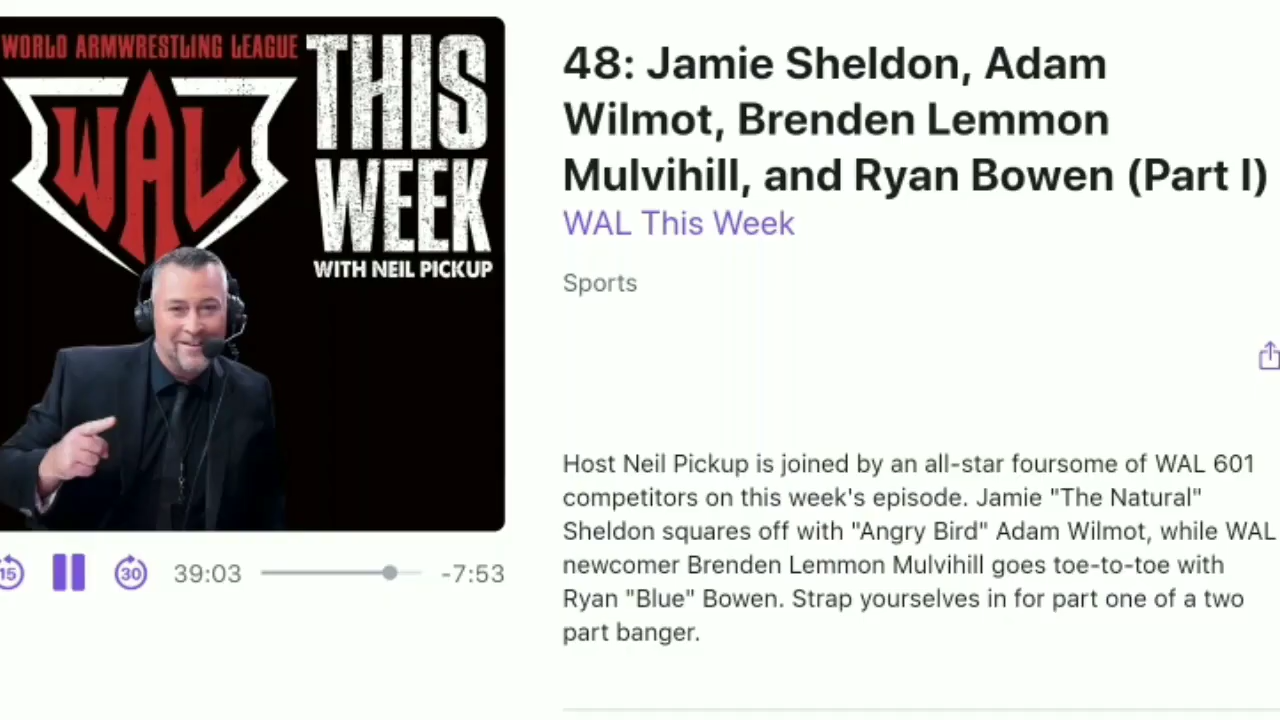 WORLD ARMWRESTLING LEAGUE
WAL
THIS
WEEK
WITH NEIL PICKUP
15
30
39:03
-7:53
48: Jamie Sheldon, Adam
Wilmot, Brenden Lemmon
Mulvihill, and Ryan Bowen (Part I)
WAL This Week
Sports
Host Neil Pickup is joined by an all-star foursome of WAL 601
competitors on this week's episode. Jamie "The Natural"
Sheldon squares off with "Angry Bird" Adam Wilmot, while WAL
newcomer Brenden Lemmon Mulvihill goes toe-to-toe with
Ryan "Blue" Bowen. Strap yourselves in for part one of a two
part banger.